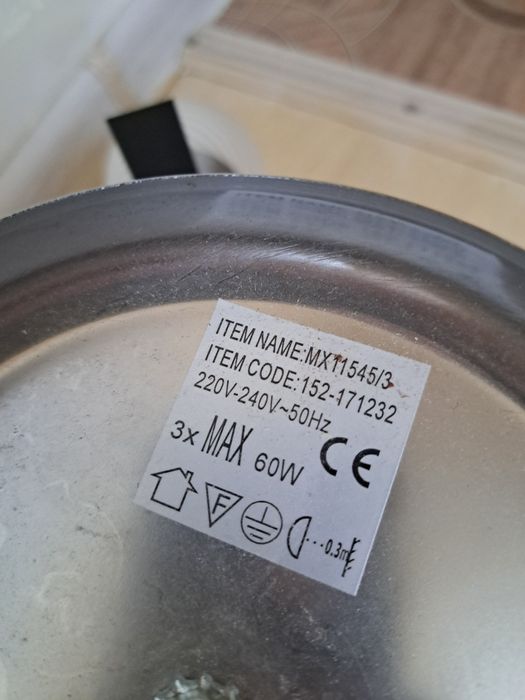 ITEM NAME:MX11545/3
ITEM CODE:152-171232
220V-240V~50Hz
3x MAX 60W CE
F ...0.3m